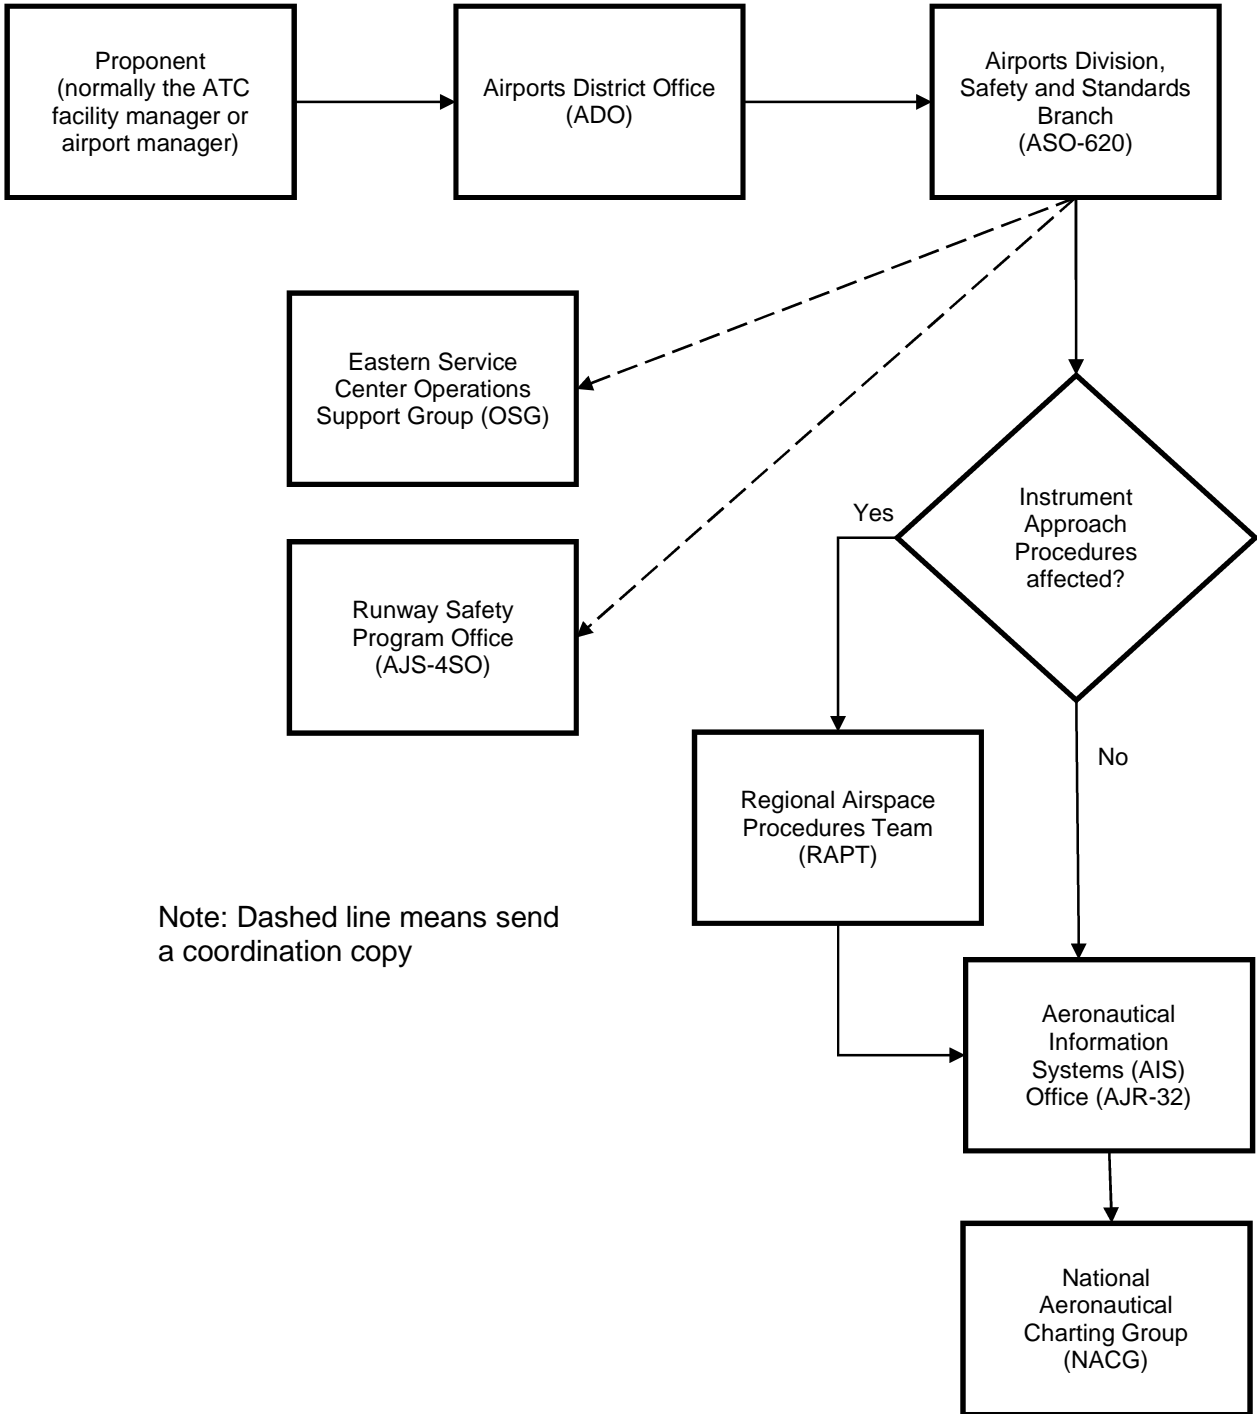 Proponent
(normally the ATC
facility manager or
airport manager)
Airports District Office
(ADO)
Airports Division,
Safety and Standards
Branch
(ASO-620)
Eastern Service
Center Operations
Support Group (OSG)
Instrument
Approach
Procedures
affected?
Yes
Runway Safety
Program Office
(AJS-4SO)
No
Regional Airspace
Procedures Team
(RAPT)
Note: Dashed line means send
a coordination copy
Aeronautical
Information
Systems (AIS)
Office (AJR-32)
National
Aeronautical
Charting Group
(NACG)